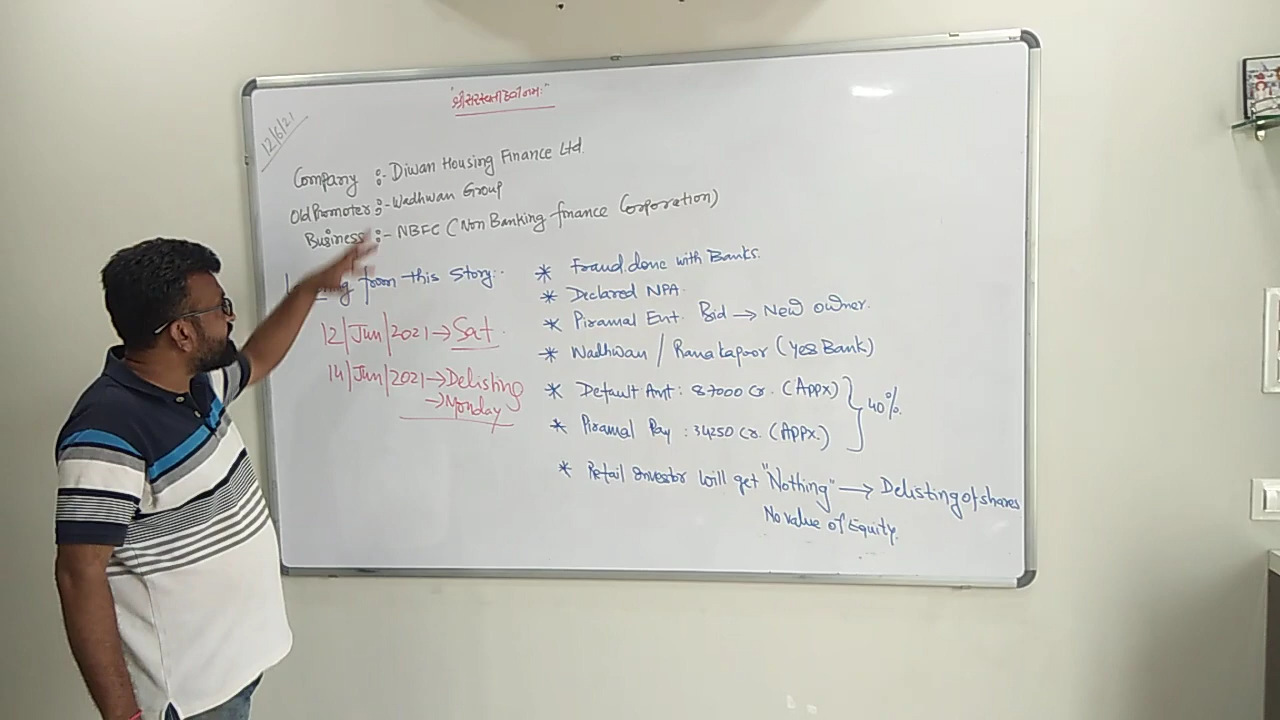 "श्री सरस्वती देवी नमः"
12/6/21
Company :- Diwan Housing Finance Ltd.
Old Promoter :- Wadhwan Group
Business :- NBFC (Non Banking finance Corporation)
from this Story:-
12/Jun/2021 → Sat.
14/Jun/2021 → Delisting
→ Monday
* Fraud done with Banks.
* Declared NPA.
* Piramal Ent. Bid → New owner.
* Wadhwan / Rana kapoor (Yes Bank)
* Default Amt : 87000 Cr. (Appx)
* Piramal Pay : 34250 Cr. (APPX.)
40%.
* Retail Investor will get "Nothing" → Delisting of shares
No value of Equity.